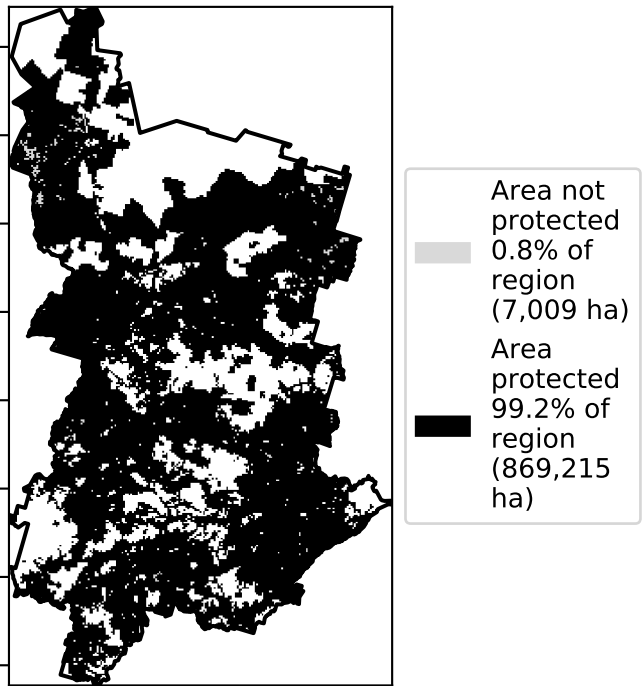 Area not
protected
0.8% of
region
(7,009 ha)
Area
protected
99.2% of
region
(869,215
ha)